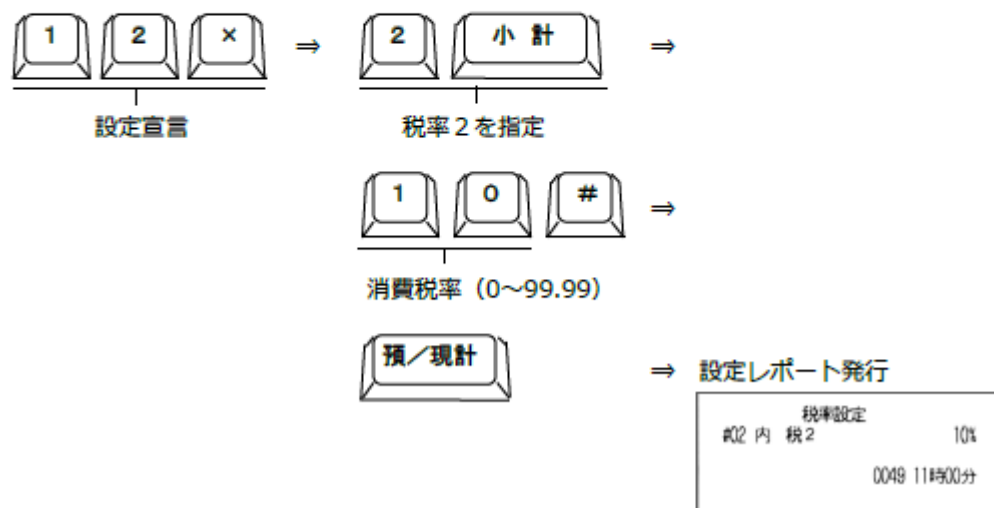 1 2 × ⇒ 2 小計 ⇒
設定宣言 税率2を指定
1 0 # ⇒
消費税率（0～99.99）
預／現計 ⇒ 設定レポート発行
税率設定
#02 内 税2 10%
0049 11時00分